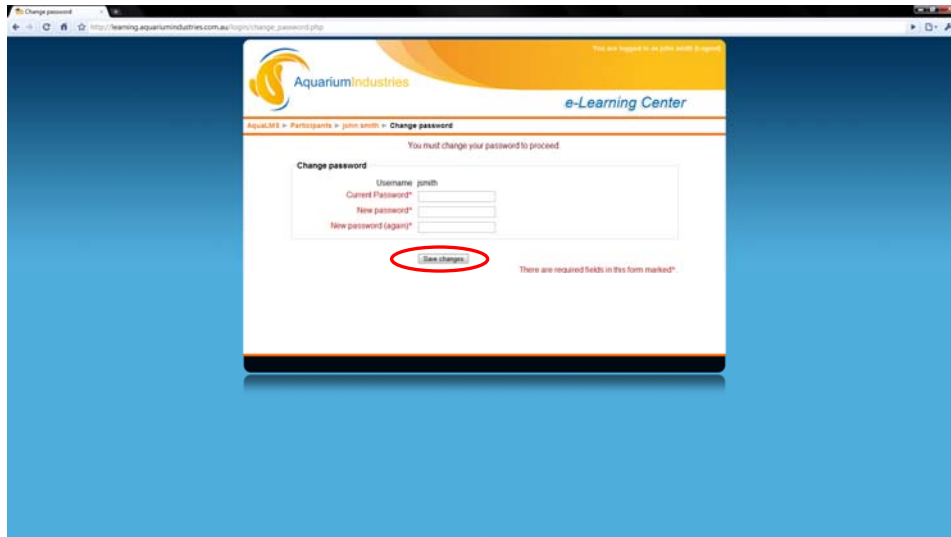 Change password
http://learning.aquariumindustries.com.au/login/change_password.php
You are logged in as john smith (Logout)
AquariumIndustries
e-Learning Center
AquaLMS ► Participants ► john smith ► Change password
You must change your password to proceed.
Change password
Username jsmith
Current Password*
New password*
New password (again)*
Save changes
There are required fields in this form marked*.